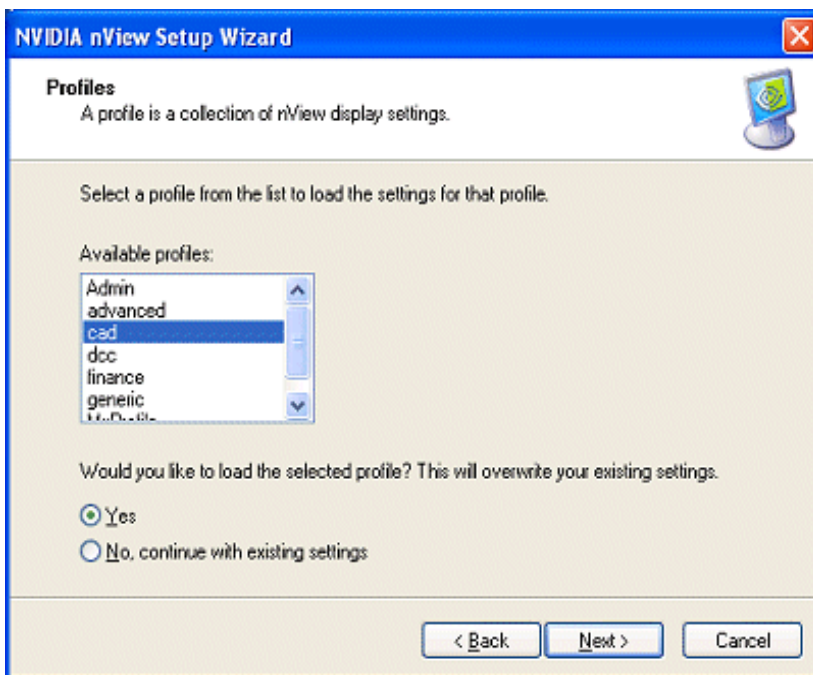 NVIDIA nView Setup Wizard
Profiles
A profile is a collection of nView display settings.
Select a profile from the list to load the settings for that profile.
Available profiles:
Admin
advanced
cad
dcc
finance
generic
Would you like to load the selected profile? This will overwrite your existing settings.
Yes
No, continue with existing settings
< Back
Next >
Cancel